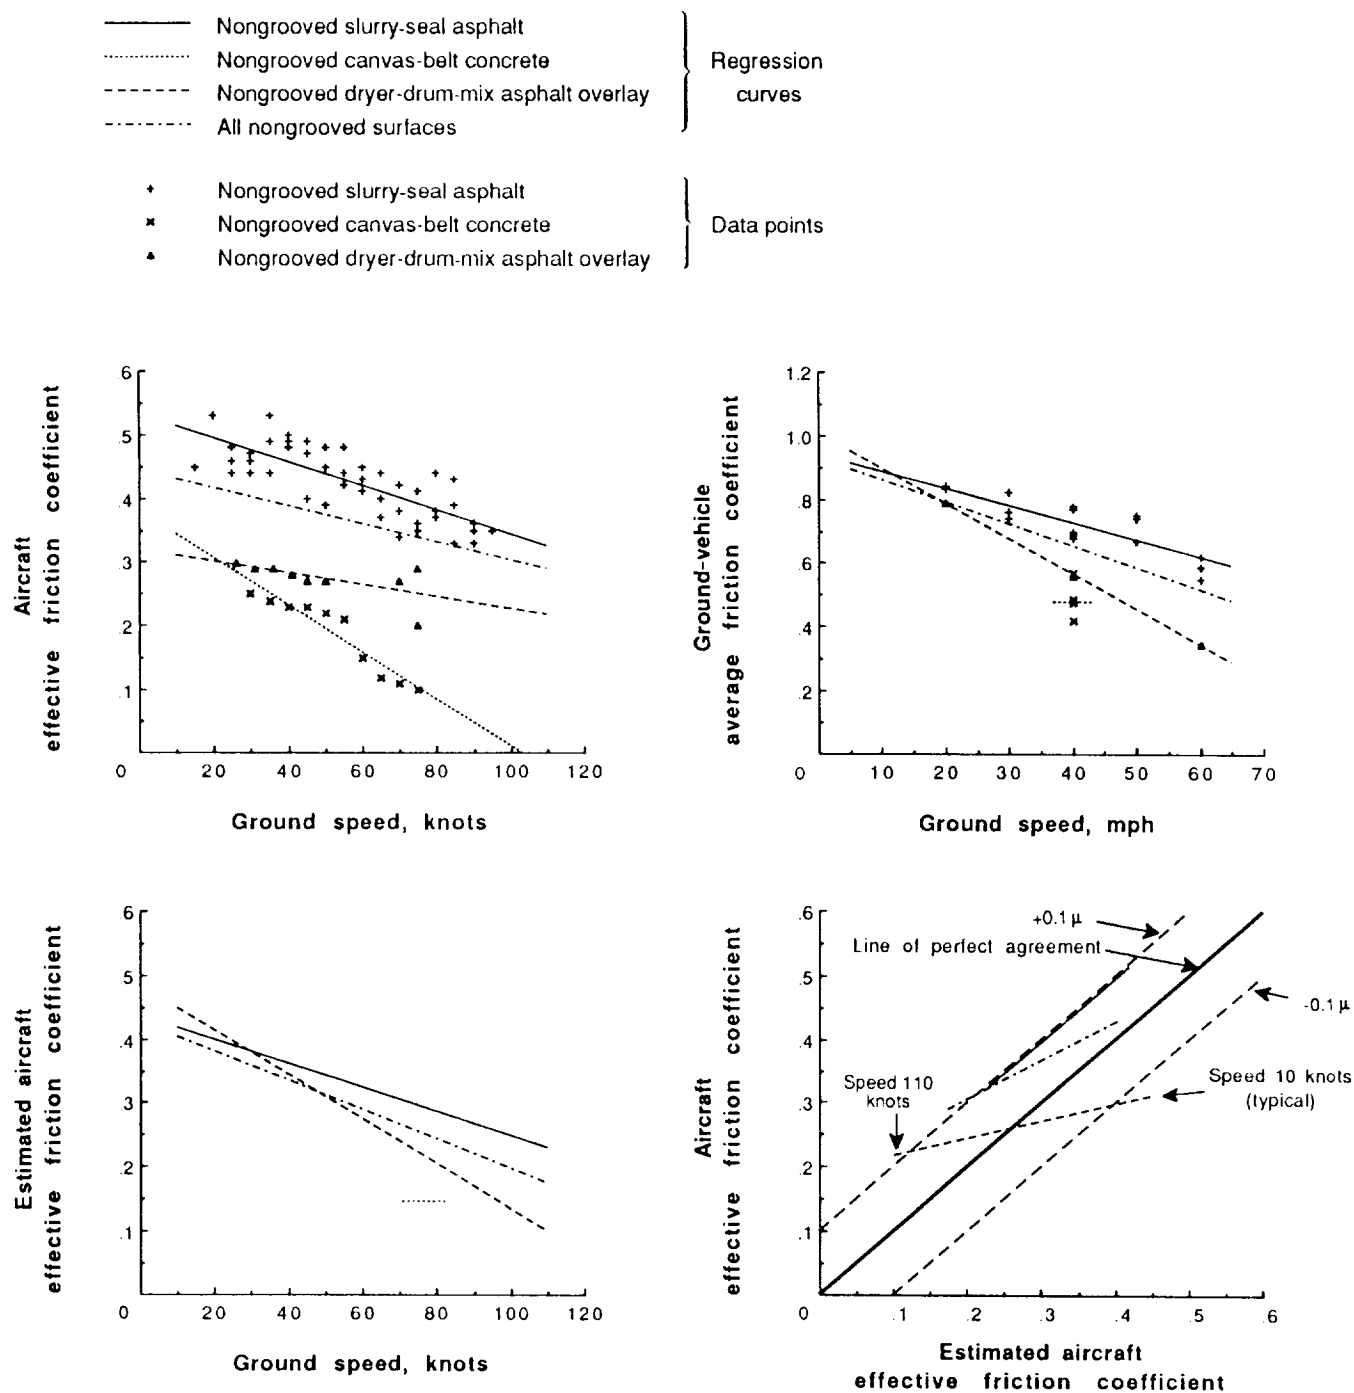 Nongrooved slurry-seal asphalt
Nongrooved canvas-belt concrete
Nongrooved dryer-drum-mix asphalt overlay
All nongrooved surfaces
Regression
curves
Nongrooved slurry-seal asphalt
Nongrooved canvas-belt concrete
Nongrooved dryer-drum-mix asphalt overlay
Data points
Aircraft
effective friction coefficient
.6
.5
.4
.3
.2
.1
0 20 40 60 80 100 120
Ground speed, knots
Ground-vehicle
average friction coefficient
1.2
1.0
.8
.6
.4
.2
0 10 20 30 40 50 60 70
Ground speed, mph
Estimated aircraft
effective friction coefficient
.6
.5
.4
.3
.2
.1
0 20 40 60 80 100 120
Ground speed, knots
Aircraft
effective friction coefficient
.6
.5
.4
.3
.2
.1
+0.1 μ
Line of perfect agreement
-0.1 μ
Speed 110
knots
Speed 10 knots
(typical)
0 .1 .2 .3 .4 .5 .6
Estimated aircraft
effective friction coefficient